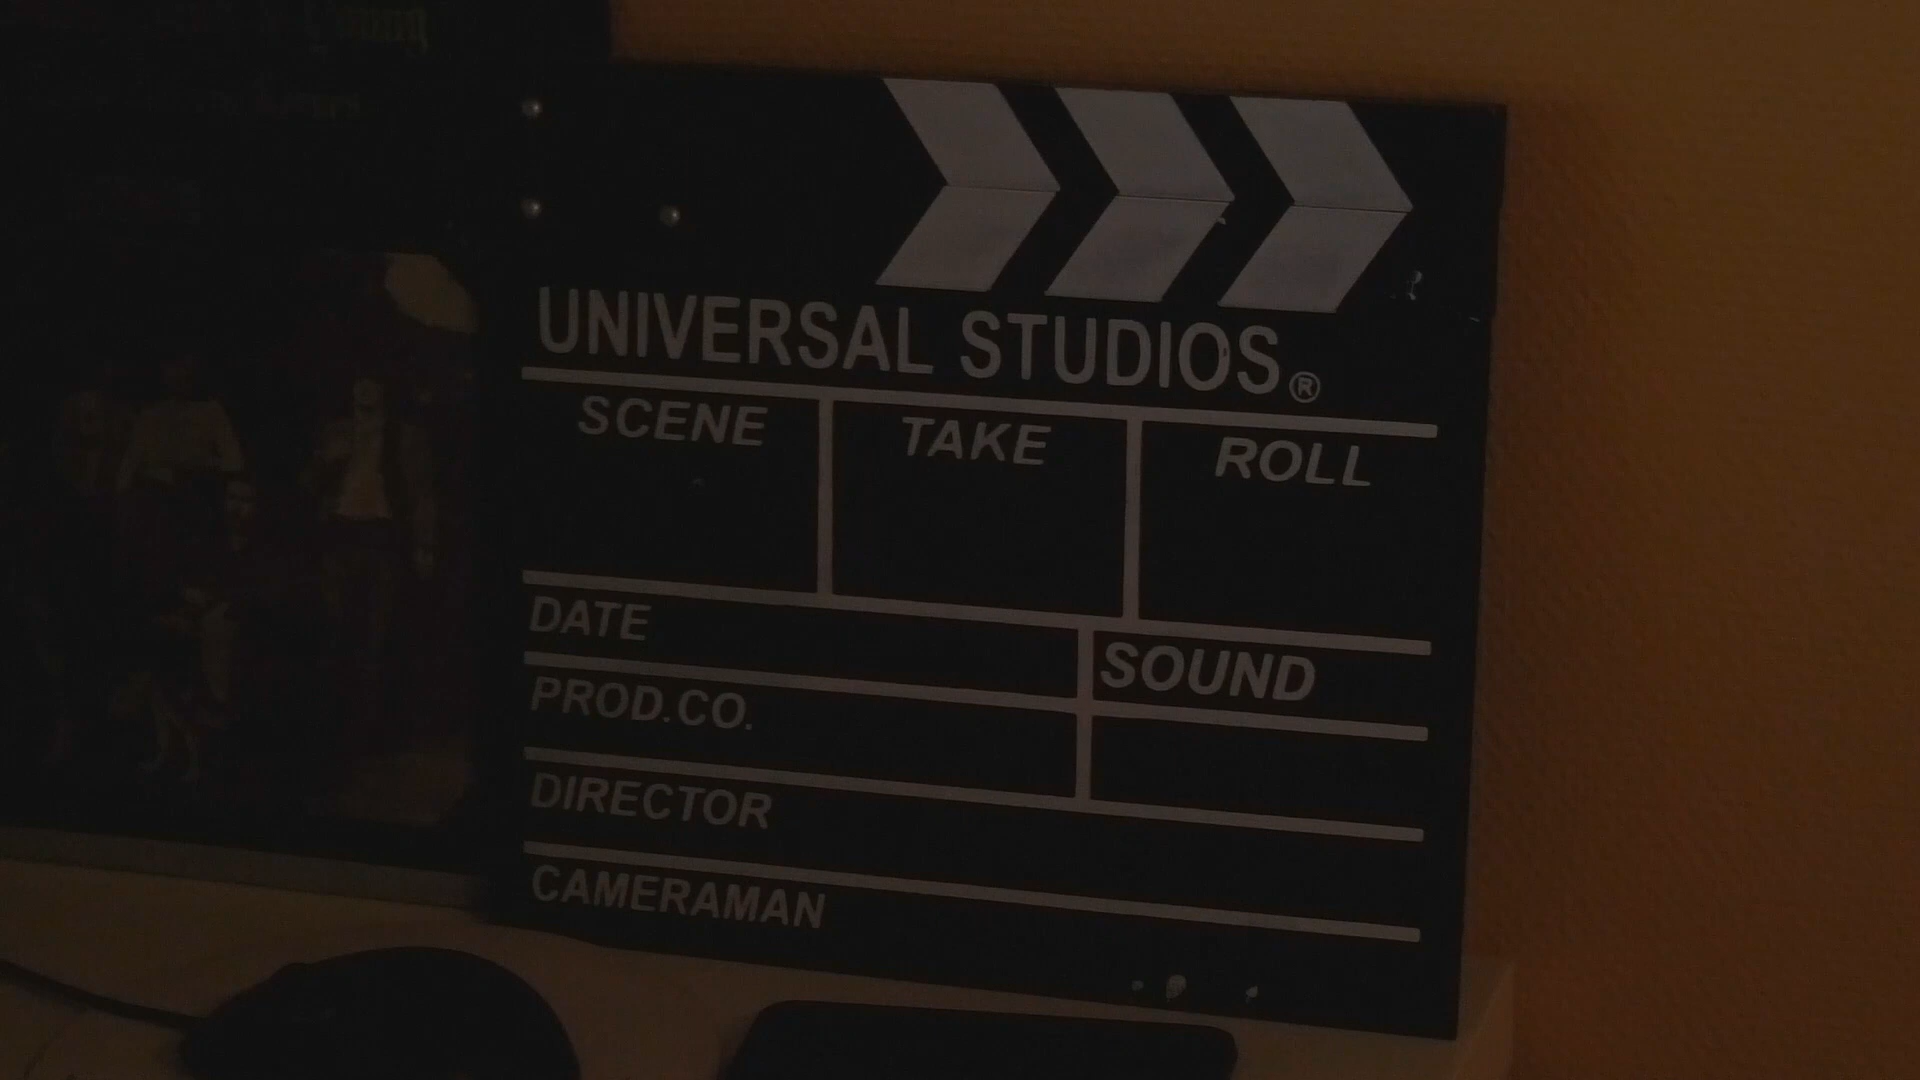 UNIVERSAL STUDIOS®
SCENE TAKE ROLL
DATE
SOUND
PROD.CO.
DIRECTOR
CAMERAMAN